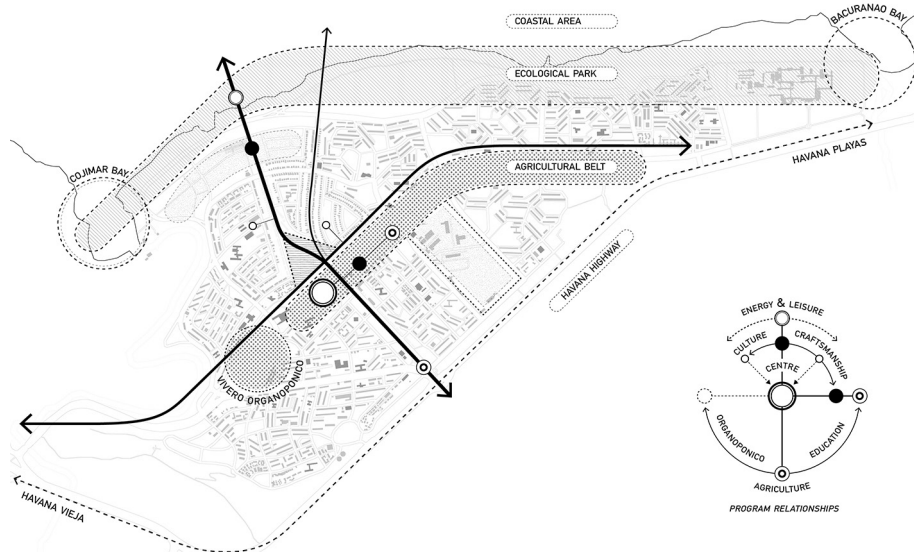 COASTAL AREA
BACURANAO BAY
ECOLOGICAL PARK
AGRICULTURAL BELT
COJIMAR BAY
HAVANA PLAYAS
HAVANA HIGHWAY
VIVERO ORGANOPONICO
HAVANA VIEJA
ENERGY & LEISURE
CULTURE
CRAFTSMANSHIP
CENTRE
ORGANOPONICO
EDUCATION
AGRICULTURE
PROGRAM RELATIONSHIPS